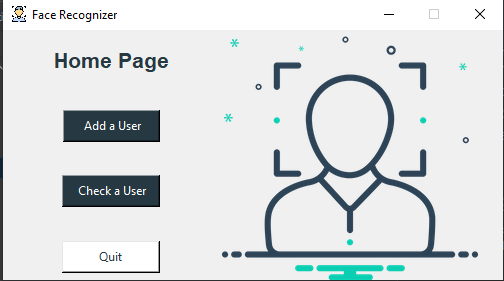 Face Recognizer
Home Page
Add a User
Check a User
Quit